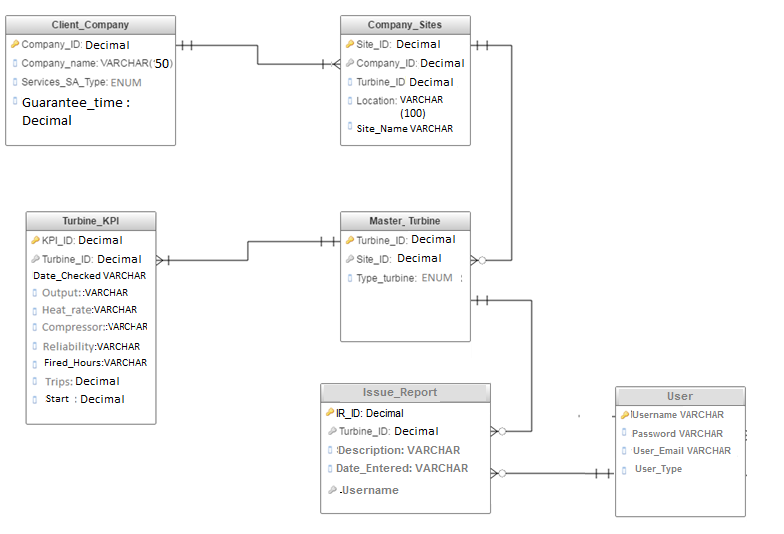 Client_Company
Company_ID: Decimal
Company_name: VARCHAR('50)
Services_SA_Type: ENUM
Guarantee_time :
Decimal
Company_Sites
Site_ID: Decimal
Company_ID: Decimal
Turbine_ID Decimal
Location: VARCHAR
(100)
Site_Name VARCHAR
Turbine_KPI
KPI_ID: Decimal
Turbine_ID: Decimal
Date_Checked VARCHAR
Output::VARCHAR
Heat_rate:VARCHAR
Compressor::VARCHAR
Reliability:VARCHAR
Fired_Hours:VARCHAR
Trips: Decimal
Start : Decimal
Master_Turbine
Turbine_ID: Decimal
Site_ID: Decimal
Type_turbine: ENUM :
Issue_Report
IR_ID: Decimal
Turbine_ID: Decimal
Description: VARCHAR
Date_Entered: VARCHAR
Username
User
Username VARCHAR
Password VARCHAR
User_Email VARCHAR
User_Type